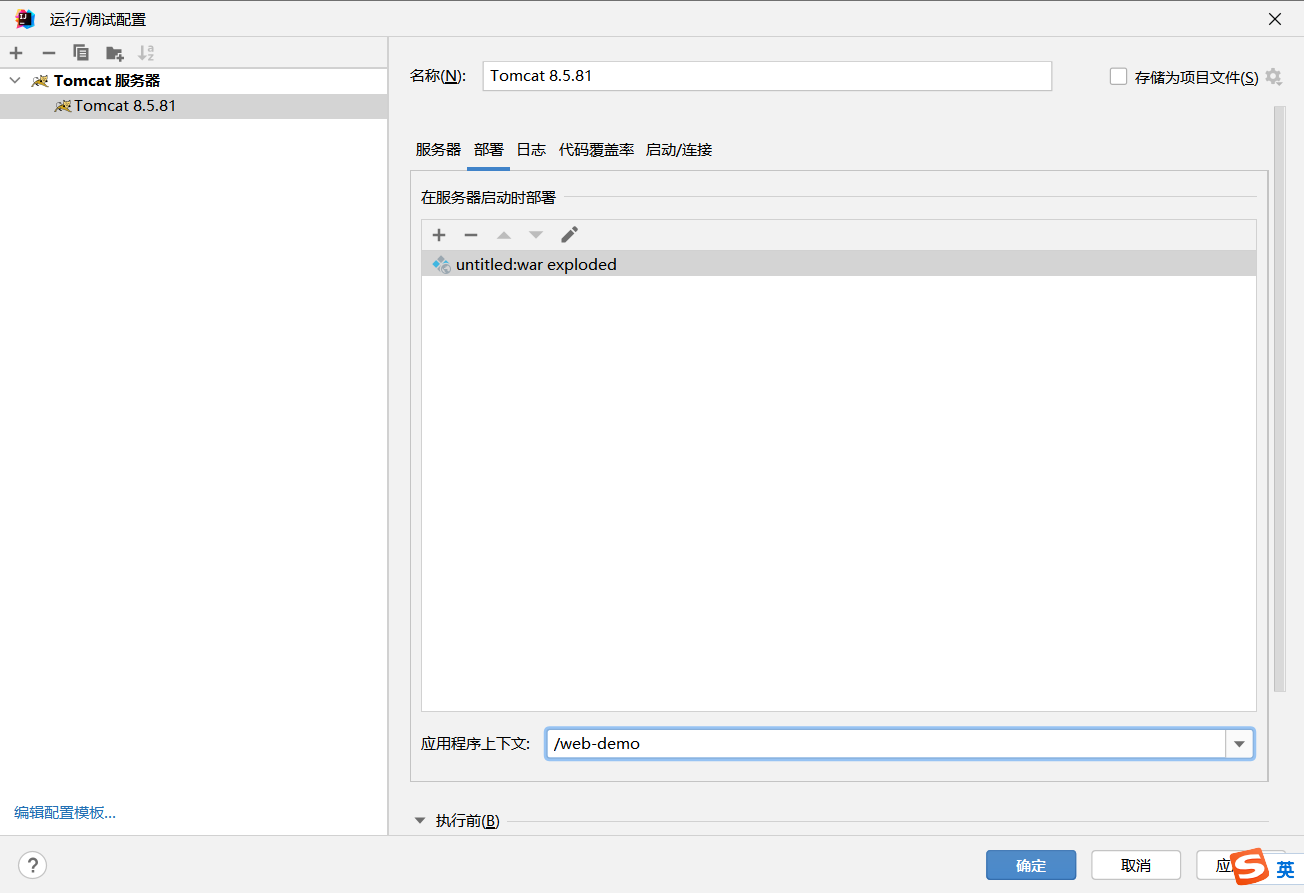 运行/调试配置
Tomcat 服务器
Tomcat 8.5.81
编辑配置模板...
名称(N):
Tomcat 8.5.81
存储为项目文件(S)
服务器 部署 日志 代码覆盖率 启动/连接
在服务器启动时部署
untitled:war exploded
应用程序上下文:
/web-demo
执行前(B)
?
确定 取消 应
英